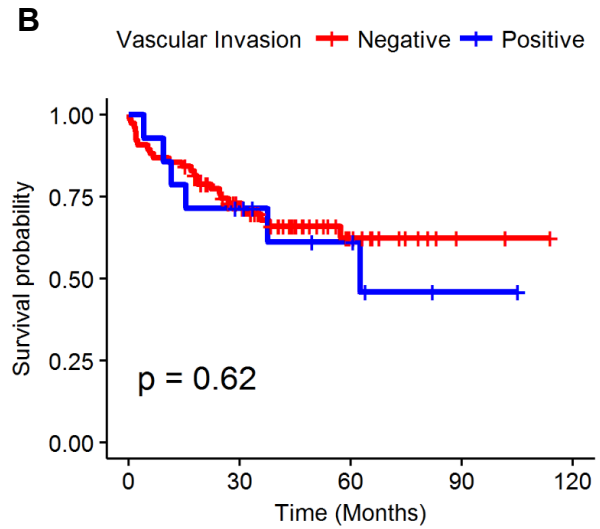 B
Vascular Invasion Negative Positive
1.00
0.75
0.50
0.25
0.00
Survival probability
p = 0.62
0 30 60 90 120
Time (Months)